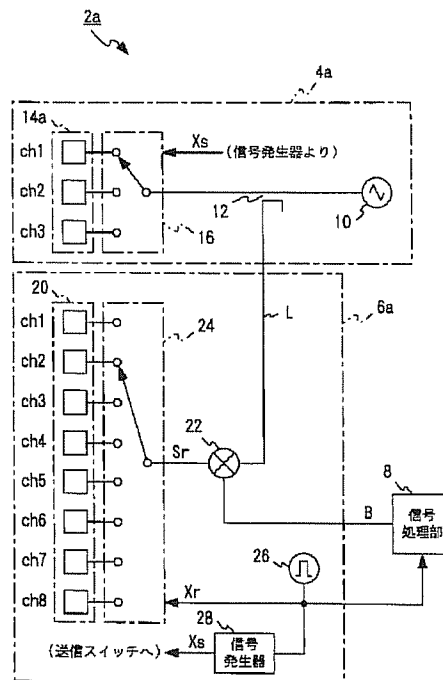 2a
4a
14a
ch1
Xs
(信号発生器より)
ch2
12
ch3
16
10
20
24
6a
ch1
ch2
L
ch3
22
ch4
Sr
8
ch5
信号
処理部
ch6
B
26
ch7
ch8
Xr
28
(送信スイッチへ)
Xs
信号
発生器